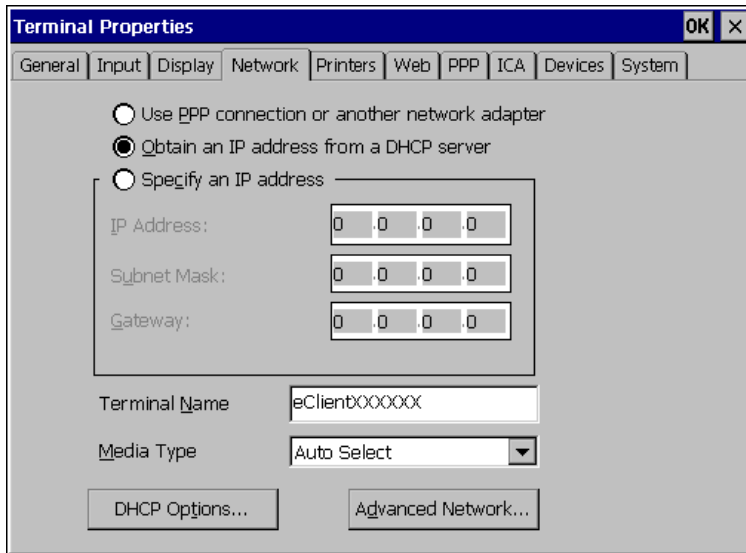 Terminal Properties OK ×
General Input Display Network Printers Web PPP ICA Devices System
Use PPP connection or another network adapter
Obtain an IP address from a DHCP server
Specify an IP address
IP Address: 0 .0 .0 .0
Subnet Mask: 0 .0 .0 .0
Gateway: 0 .0 .0 .0
Terminal Name eClientXXXXXX
Media Type Auto Select
DHCP Options... Advanced Network...